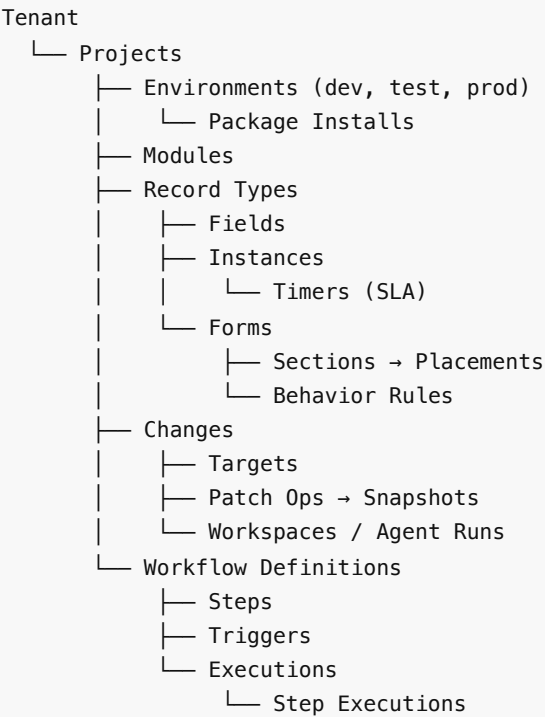 Tenant
  └── Projects
       ├── Environments (dev, test, prod)
       │    └── Package Installs
       ├── Modules
       ├── Record Types
       │    ├── Fields
       │    ├── Instances
       │    │    └── Timers (SLA)
       │    └── Forms
       │         ├── Sections → Placements
       │         └── Behavior Rules
       ├── Changes
       │    ├── Targets
       │    ├── Patch Ops → Snapshots
       │    └── Workspaces / Agent Runs
       └── Workflow Definitions
            ├── Steps
            ├── Triggers
            └── Executions
                 └── Step Executions